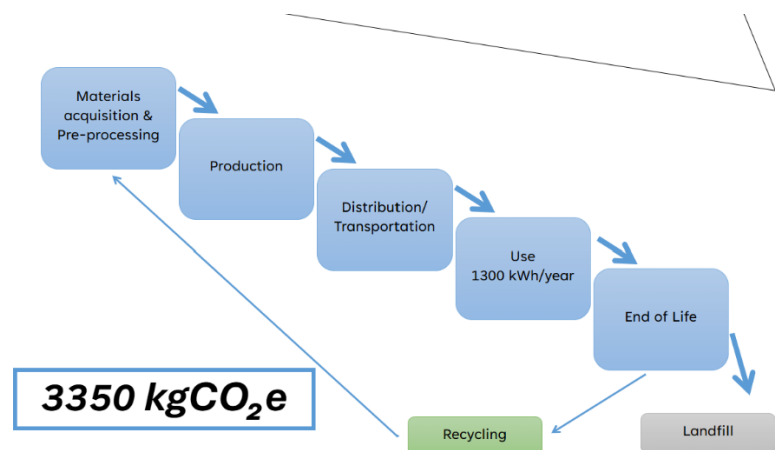 Materials
acquisition &
Pre-processing
Production
Distribution/
Transportation
Use
1300 kWh/year
End of Life
3350 kgCO₂e
Recycling
Landfill